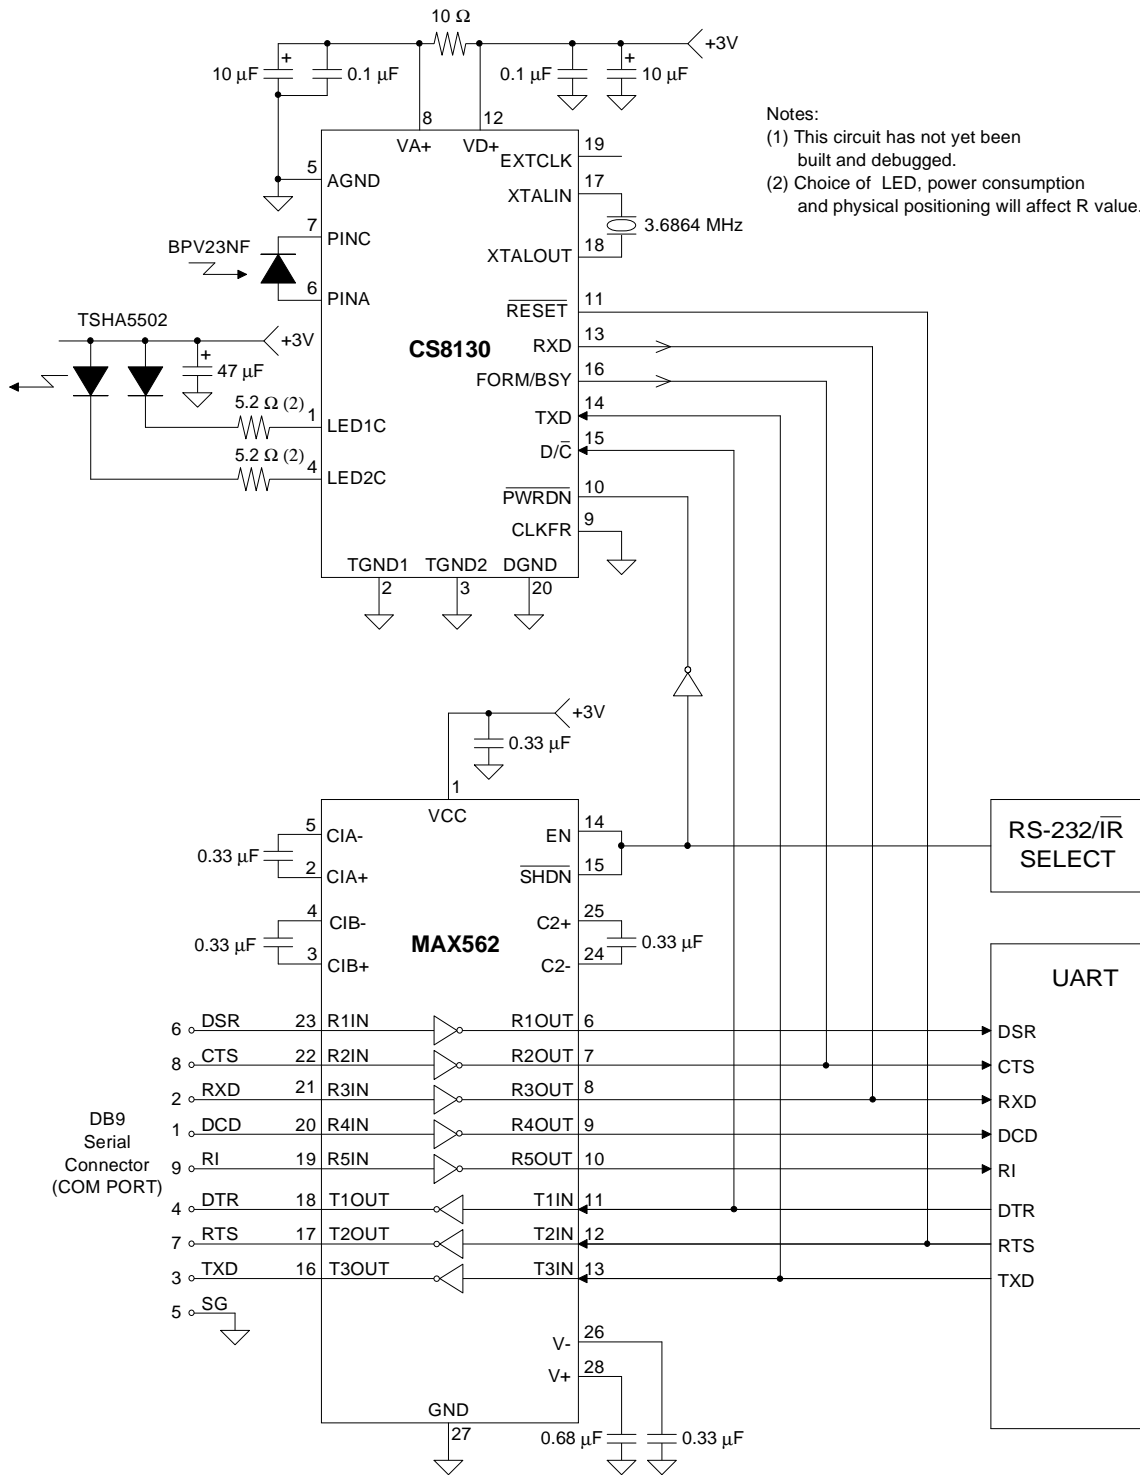 10 Ω
+3V
10 µF
+
0.1 µF
0.1 µF
+
10 µF
8
12
VA+
VD+
Notes:
(1) This circuit has not yet been
built and debugged.
(2) Choice of LED, power consumption
and physical positioning will affect R value.
19
EXTCLK
5
AGND
17
XTALIN
3.6864 MHz
7
PINC
BPV23NF
18
XTALOUT
6
PINA
11
RESET
TSHA5502
+3V
CS8130
13
RXD
+
47 µF
16
FORM/BSY
5.2 Ω (2)
1
LED1C
14
TXD
15
D/C
5.2 Ω (2)
4
LED2C
10
PWRDN
9
CLKFR
TGND1
TGND2
DGND
2
3
20
+3V
0.33 µF
1
VCC
5
CIA-
14
EN
RS-232/IR
SELECT
0.33 µF
2
CIA+
15
SHDN
4
CIB-
25
C2+
0.33 µF
MAX562
0.33 µF
3
CIB+
24
C2-
UART
6 DSR 23 R1IN R1OUT 6 DSR
8 CTS 22 R2IN R2OUT 7 CTS
2 RXD 21 R3IN R3OUT 8 RXD
1 DCD 20 R4IN R4OUT 9 DCD
9 RI 19 R5IN R5OUT 10 RI
4 DTR 18 T1OUT T1IN 11 DTR
7 RTS 17 T2OUT T2IN 12 RTS
3 TXD 16 T3OUT T3IN 13 TXD
5 SG
DB9
Serial
Connector
(COM PORT)
V- 26
V+ 28
GND
27
0.68 µF
0.33 µF